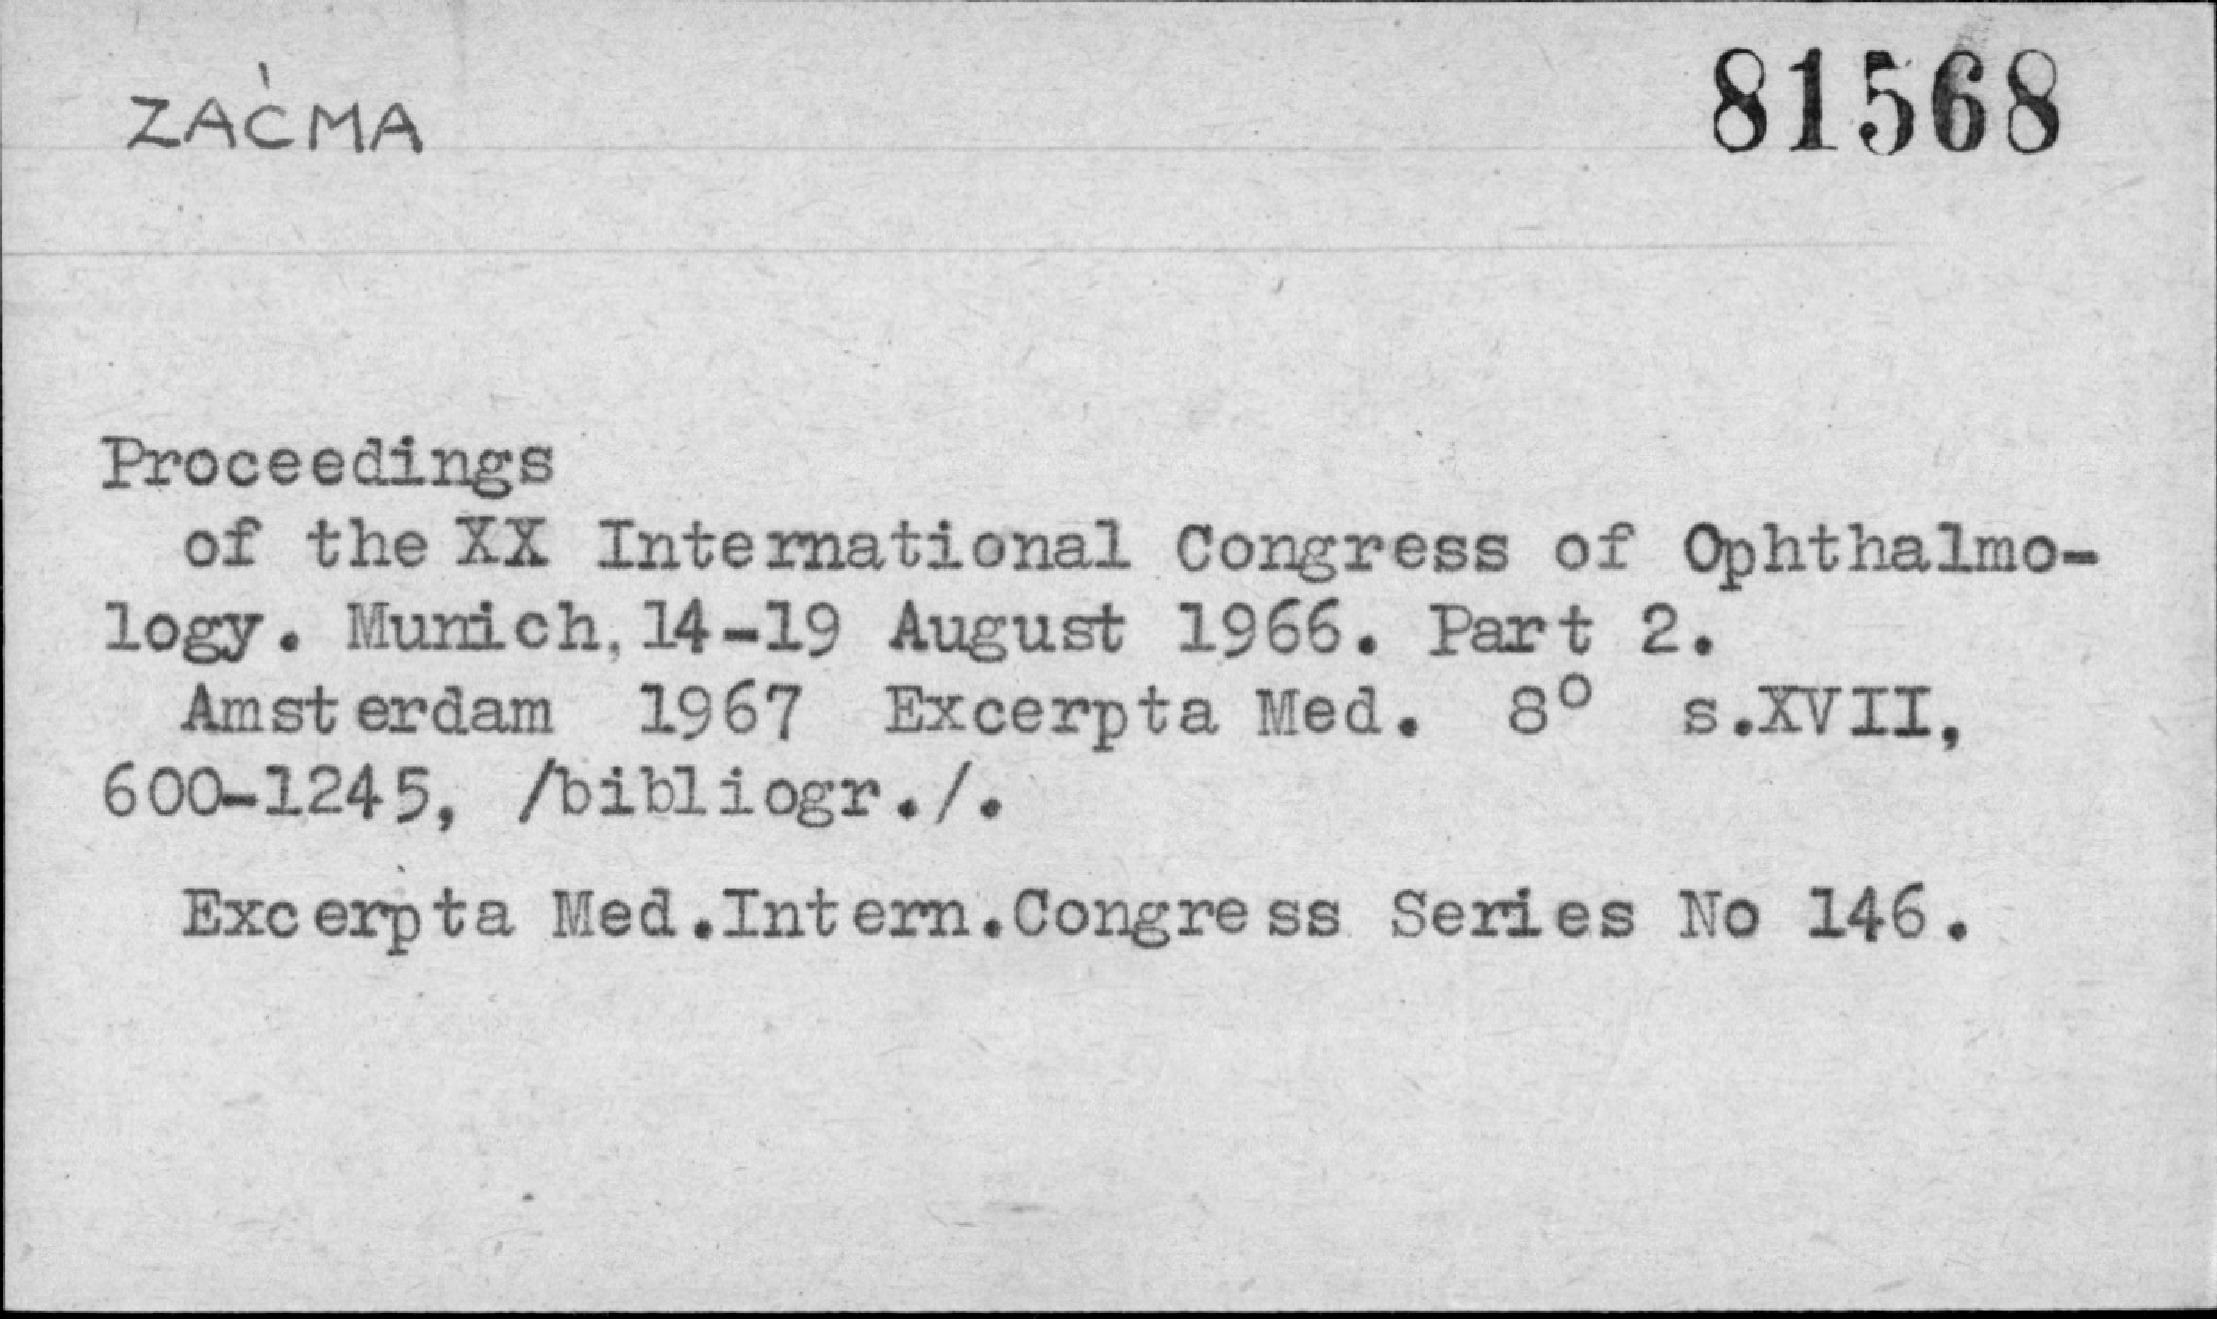 ZAĆMA
81568
Proceedings
of the XX International Congress of Ophthalmo-
logy. Munich, 14-19 August 1966. Part 2.
Amsterdam 1967 Excerpta Med. 8° s.XVII,
600-1245, /bibliogr./.
Excerpta Med.Intern.Congress Series No 146.